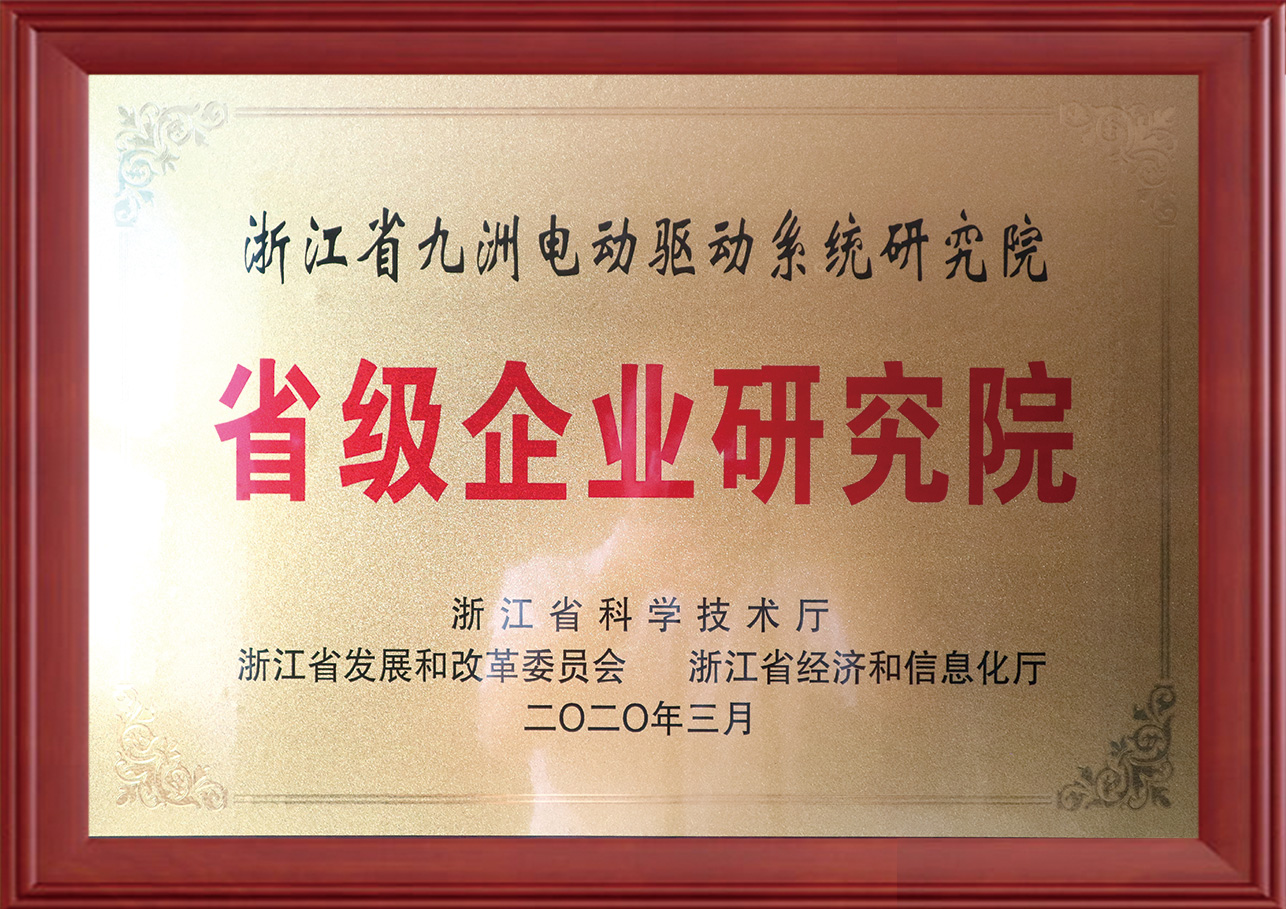 浙江省九洲电动驱动系统研究院
省级企业研究院
浙江省科学技术厅
浙江省发展和改革委员会 浙江省经济和信息化厅
二〇二〇年三月